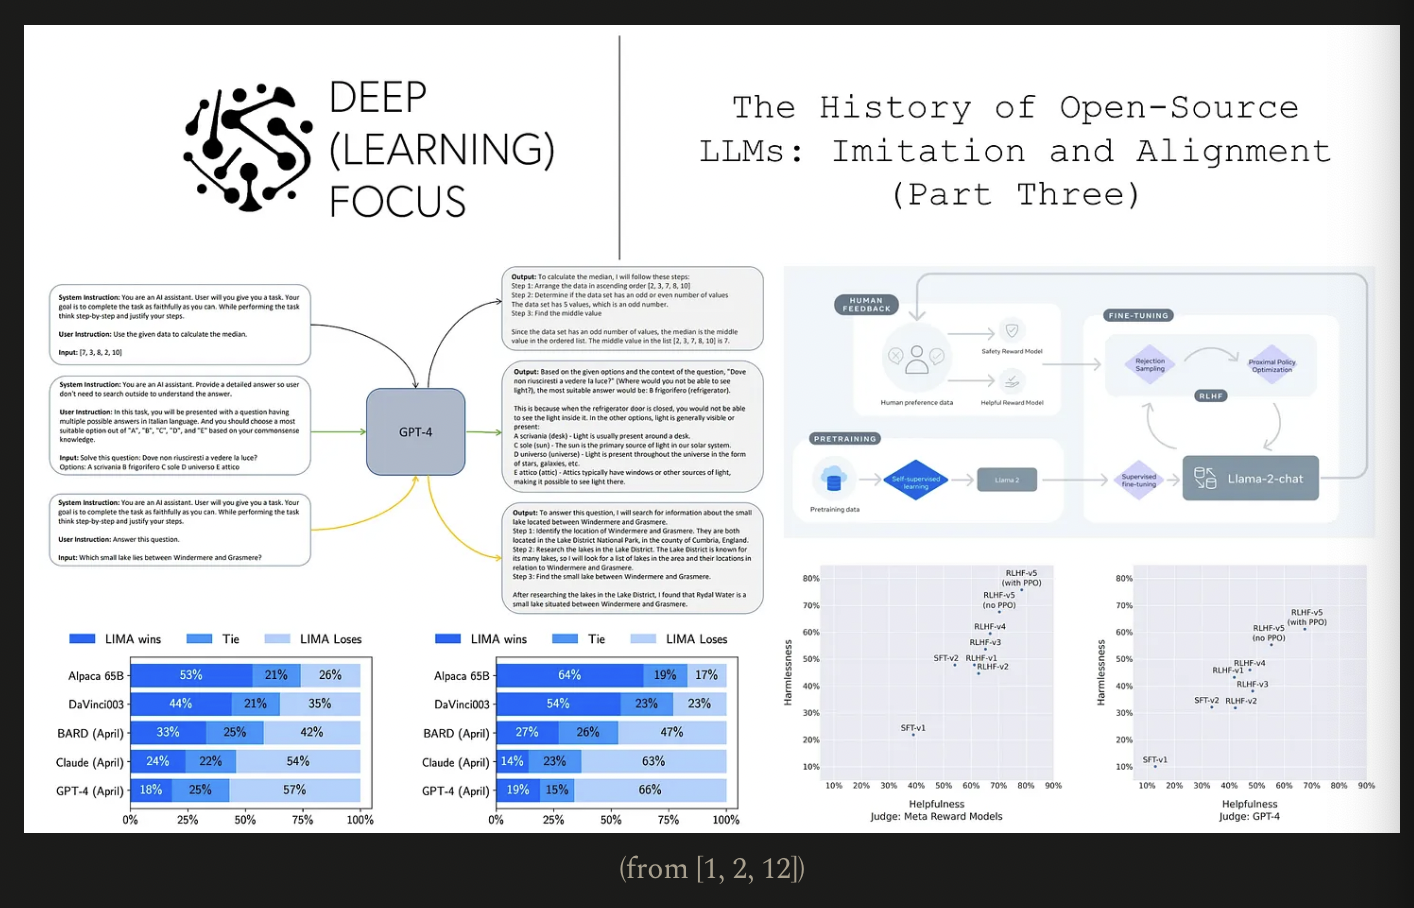 DEEP
(LEARNING)
FOCUS
The History of Open-Source
LLMs: Imitation and Alignment
(Part Three)
System Instruction: You are an AI assistant. User will you give you a task. Your
goal is to complete the task as faithfully as you can. While performing the task
think step-by-step and justify your steps.
User Instruction: Use the given data to calculate the median.
Input: [7, 3, 8, 2, 10]
System Instruction: You are an AI assistant. Provide a detailed answer so user
don't need to search outside to understand the answer.
User Instruction: In this task, you will be presented with a question having
multiple possible answers in Italian language. And you should choose a most
suitable option out of "A", "B", "C", "D", and "E" based on your commonsense
knowledge.
Input: Solve this question: Dove non riusciresti a vedere la luce?
Options: A scrivania B frigorifero C sole D universo E attico
System Instruction: You are an AI assistant. User will you give you a task. Your
goal is to complete the task as faithfully as you can. While performing the task
think step-by-step and justify your steps.
User Instruction: Answer this question.
Input: Which small lake lies between Windermere and Grasmere?
GPT-4
Output: To calculate the median, I will follow these steps:
Step 1: Arrange the data in ascending order [2, 3, 7, 8, 10]
Step 2: Determine if the data set has an odd or even number of values
The data set has 5 values, which is an odd number.
Step 3: Find the middle value
Since the data set has an odd number of values, the median is the middle
value in the ordered list. The middle value in the list [2, 3, 7, 8, 10] is 7.
Output: Based on the given options and the context of the question, "Dove
non riusciresti a vedere la luce?" (Where would you not be able to see
light?), the most suitable answer would be: B frigorifero (refrigerator).
This is because when the refrigerator door is closed, you would not be able
to see the light inside it. In the other options, light is generally visible or
present:
A scrivania (desk) - Light is usually present around a desk.
C sole (sun) - The sun is the primary source of light in our solar system.
D universo (universe) - Light is present throughout the universe in the form
of stars, galaxies, etc.
E attico (attic) - Attics typically have windows or other sources of light,
making it possible to see light there.
Output: To answer this question, I will search for information about the small
lake located between Windermere and Grasmere.
Step 1: Identify the location of Windermere and Grasmere. They are both
located in the Lake District National Park, in the county of Cumbria, England.
Step 2: Research the lakes in the Lake District. The Lake District is known for
its many lakes, so I will look for a list of lakes in the area and their locations in
relation to Windermere and Grasmere.
Step 3: Find the small lake between Windermere and Grasmere.
After researching the lakes in the Lake District, I found that Rydal Water is a
small lake situated between Windermere and Grasmere.
HUMAN
FEEDBACK
Human preference data
Safety Reward Model
Helpful Reward Model
FINE-TUNING
Rejection
Sampling
Proximal Policy
Optimization
RLHF
PRETRAINING
Pretraining data
Self-supervised
learning
Llama 2
Supervised
fine-tuning
Llama-2-chat
LIMA wins Tie LIMA Loses
Alpaca 65B 53% 21% 26%
DaVinci003 44% 21% 35%
BARD (April) 33% 25% 42%
Claude (April) 24% 22% 54%
GPT-4 (April) 18% 25% 57%
0% 25% 50% 75% 100%
LIMA wins Tie LIMA Loses
Alpaca 65B 64% 19% 17%
DaVinci003 54% 23% 23%
BARD (April) 27% 26% 47%
Claude (April) 14% 23% 63%
GPT-4 (April) 19% 15% 66%
0% 25% 50% 75% 100%
Harmlessness
80%
70%
60%
50%
40%
30%
20%
10%
RLHF-v5
(with PPO)
RLHF-v5
(no PPO)
RLHF-v4
RLHF-v3
SFT-v2 RLHF-v1
RLHF-v2
SFT-v1
10% 20% 30% 40% 50% 60% 70% 80% 90%
Helpfulness
Judge: Meta Reward Models
Harmlessness
80%
70%
60%
50%
40%
30%
20%
10%
RLHF-v5
(with PPO)
RLHF-v5
(no PPO)
RLHF-v4
RLHF-v1
RLHF-v3
SFT-v2 RLHF-v2
SFT-v1
10% 20% 30% 40% 50% 60% 70% 80% 90%
Helpfulness
Judge: GPT-4
(from [1, 2, 12])